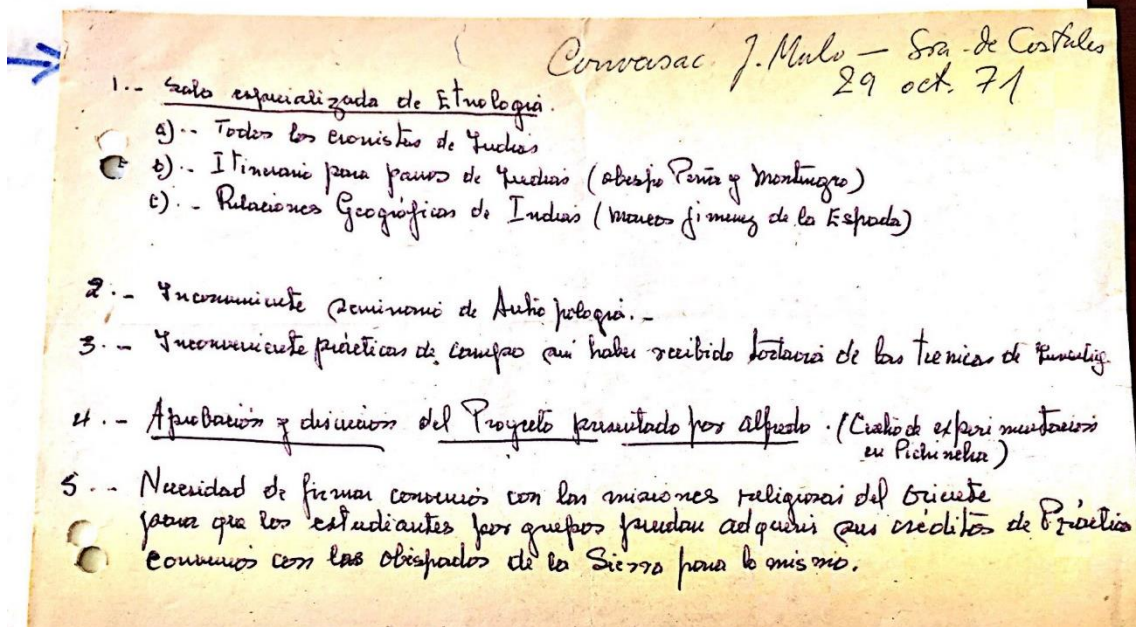 Conversac. J. Malo — Sra. de Costales
29 oct. 71
1.- Sala especializada de Etnología.
a).- Todos los cronistas de Indias
b).- Itinerario para parros de Indias (obispo Peña y Montenegro)
c).- Relaciones Geográficas de Indias (Marcos Jimenez de la Espada)
2.- Inconveniente seminario de Antropología.-
3.- Inconveniente prácticas de campo sin haber recibido todavía de las tecnicas de Investig.
4.- Aprobación y discución del Proyecto presentado por Alfredo. (Centro de experimentación
en Pichincha)
5.- Necesidad de firmar convenios con las misiones religiosas del Oriente
para que los estudiantes por grupos puedan adquirir sus créditos de Práctica
convenios con los obispados de la Sierra para lo mismo.